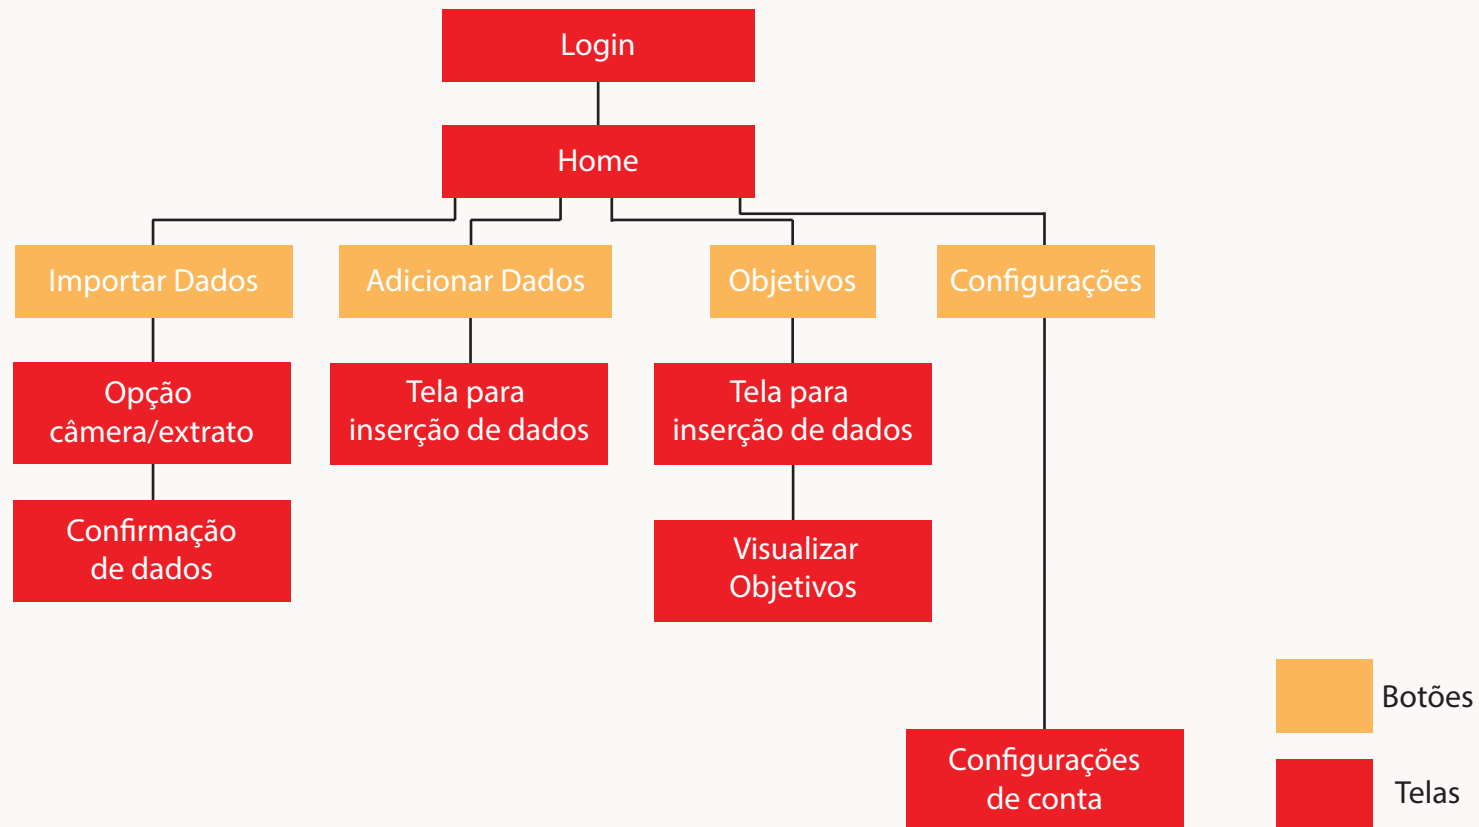 Login
Home
Importar Dados
Adicionar Dados
Objetivos
Configurações
Opção
câmera/extrato
Tela para
inserção de dados
Tela para
inserção de dados
Confirmação
de dados
Visualizar
Objetivos
Configurações
de conta
Botões
Telas